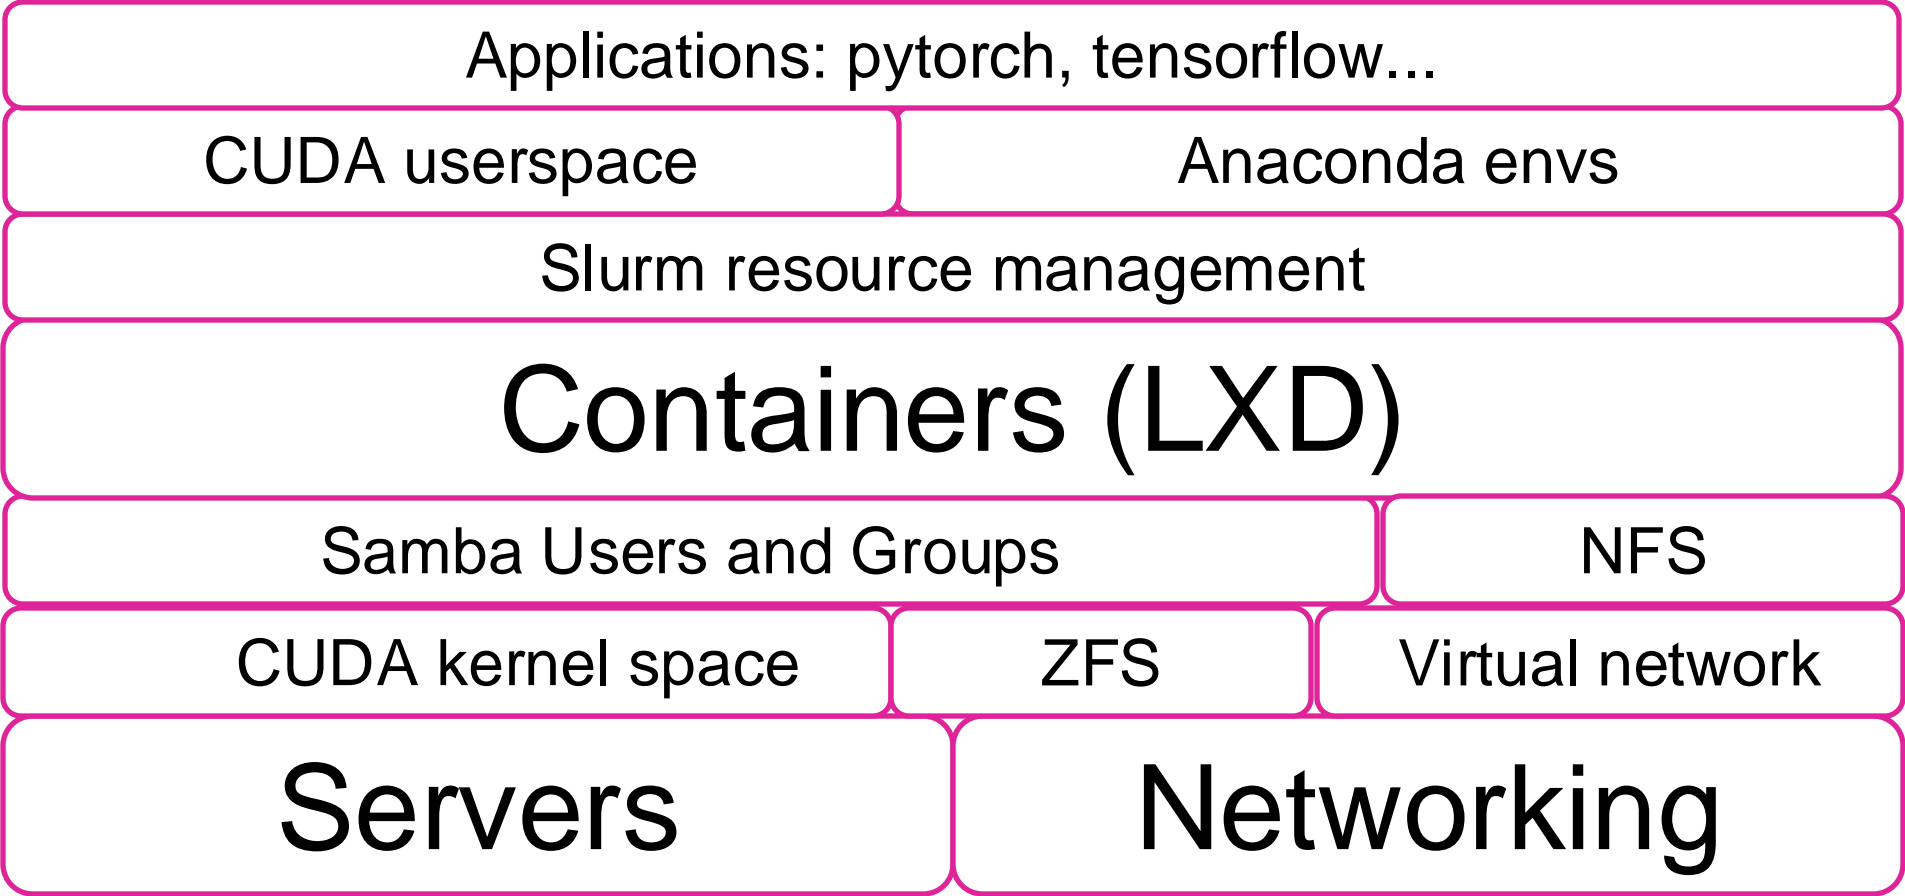 Applications: pytorch, tensorflow...
CUDA userspace
Anaconda envs
Slurm resource management
Containers (LXD)
Samba Users and Groups
NFS
CUDA kernel space
ZFS
Virtual network
Servers
Networking